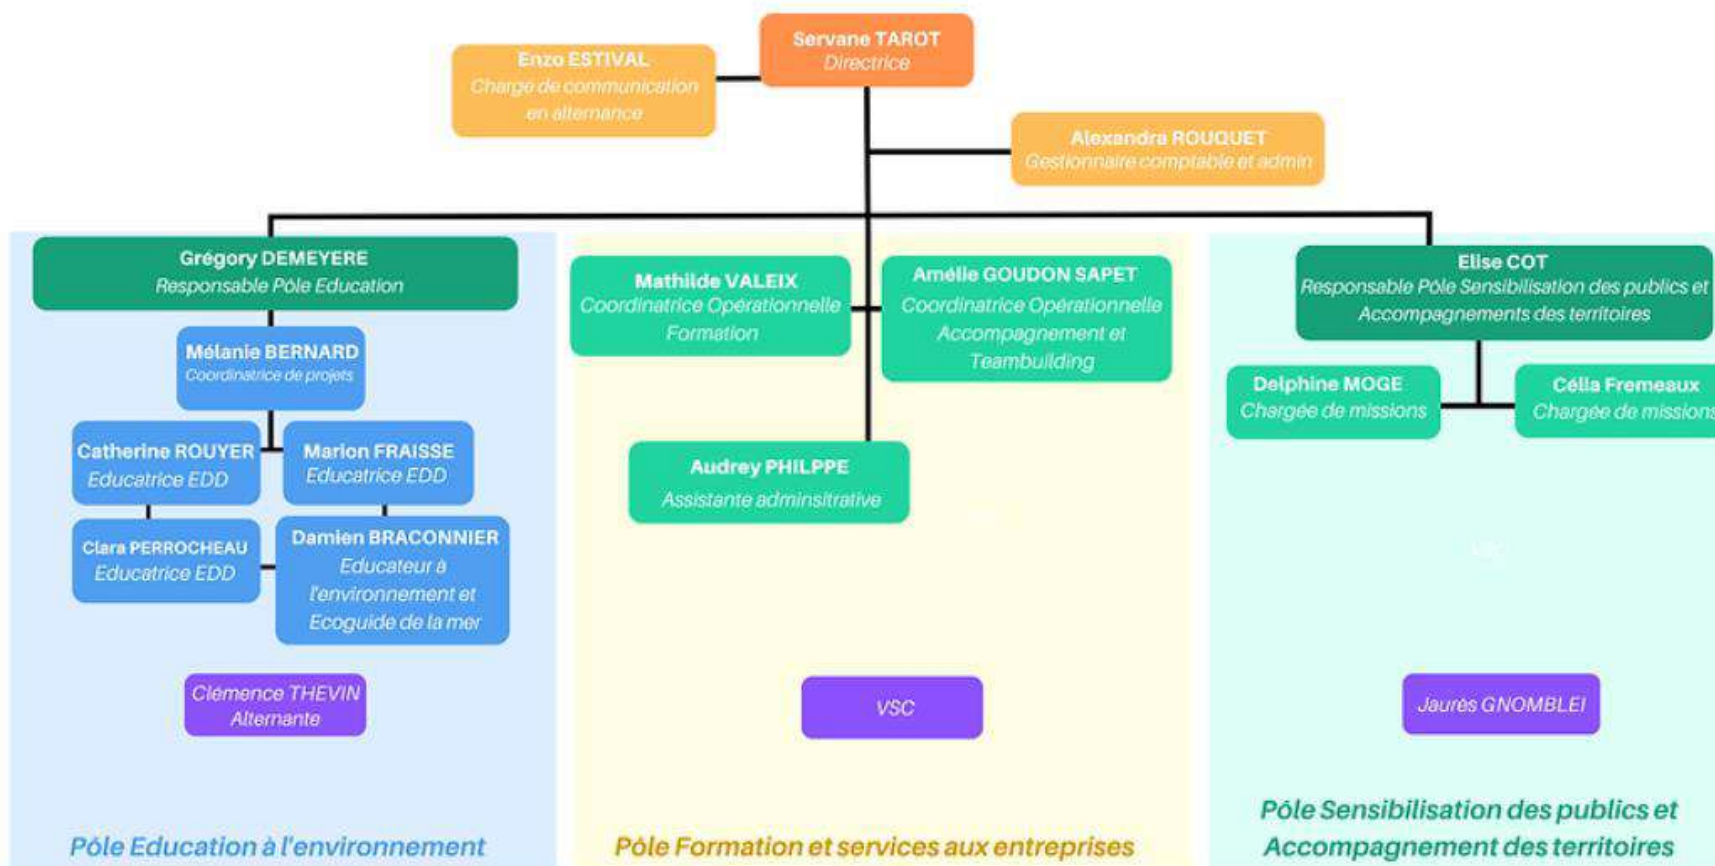 Servane TAROT
Directrice
Enzo ESTIVAL
Chargé de communication
en alternance
Alexandra ROUQUET
Gestionnaire comptable et admin
Grégory DEMEYERE
Responsable Pôle Education
Mélanie BERNARD
Coordinatrice de projets
Catherine ROUYER
Educatrice EDD
Marion FRAISSE
Educatrice EDD
Clara PERROCHEAU
Educatrice EDD
Damien BRACONNIER
Educateur à
l'environnement et
Ecoguide de la mer
Clémence THEVIN
Alternante
Pôle Education à l'environnement
Mathilde VALEIX
Coordinatrice Opérationnelle
Formation
Amélie GOUDON SAPET
Coordinatrice Opérationnelle
Accompagnement et
Teambuilding
Audrey PHILPPE
Assistante adminsitrative
VSC
Pôle Formation et services aux entreprises
Elise COT
Responsable Pôle Sensibilisation des publics et
Accompagnements des territoires
Delphine MOGE
Chargée de missions
Célia Fremeaux
Chargée de missions
Jaurès GNOMBLEI
Pôle Sensibilisation des publics et
Accompagnement des territoires